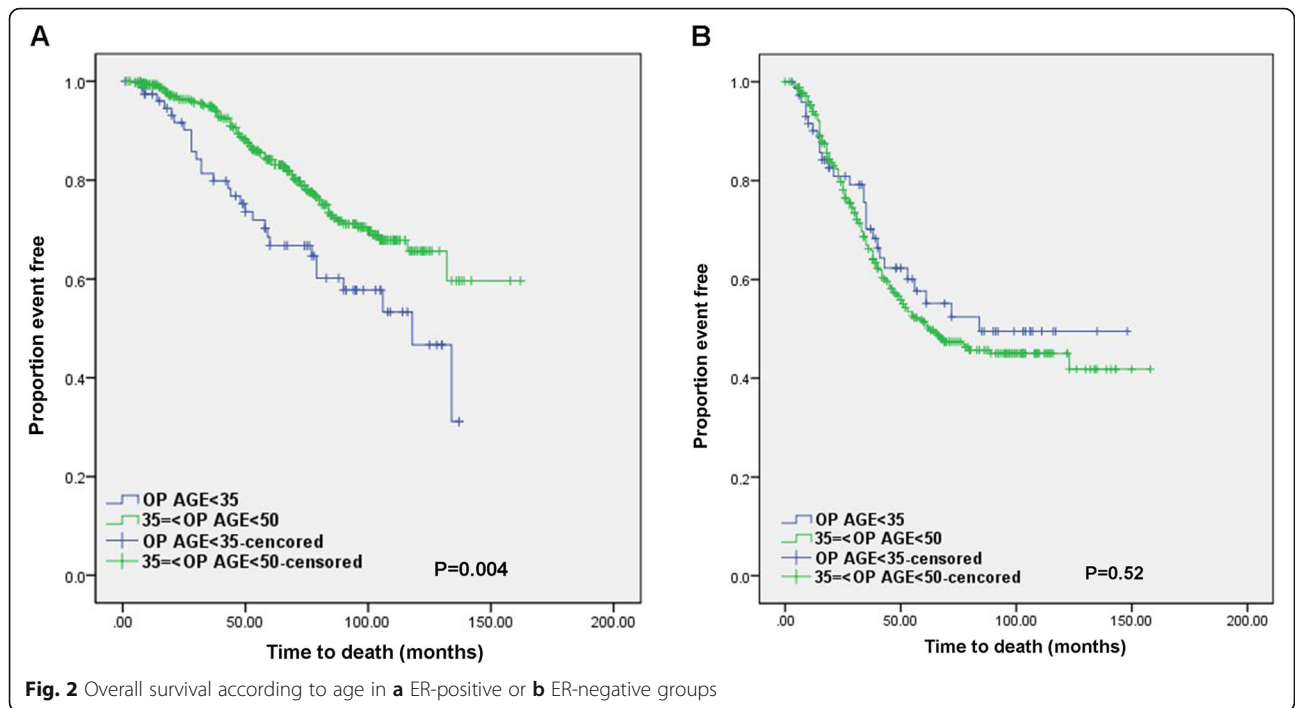 A
Proportion event free
1.0
0.8
0.6
0.4
0.2
0.0
OP AGE<35
35=<OP AGE<50
OP AGE<35-cencored
35=<OP AGE<50-censored
P=0.004
.00 50.00 100.00 150.00 200.00
Time to death (months)
B
Proportion event free
1.0
0.8
0.6
0.4
0.2
0.0
OP AGE<35
35=<OP AGE<50
OP AGE<35-censored
35=<OP AGE<50-cencored
P=0.52
.00 50.00 100.00 150.00 200.00
Time to death (months)
Fig. 2 Overall survival according to age in a ER-positive or b ER-negative groups